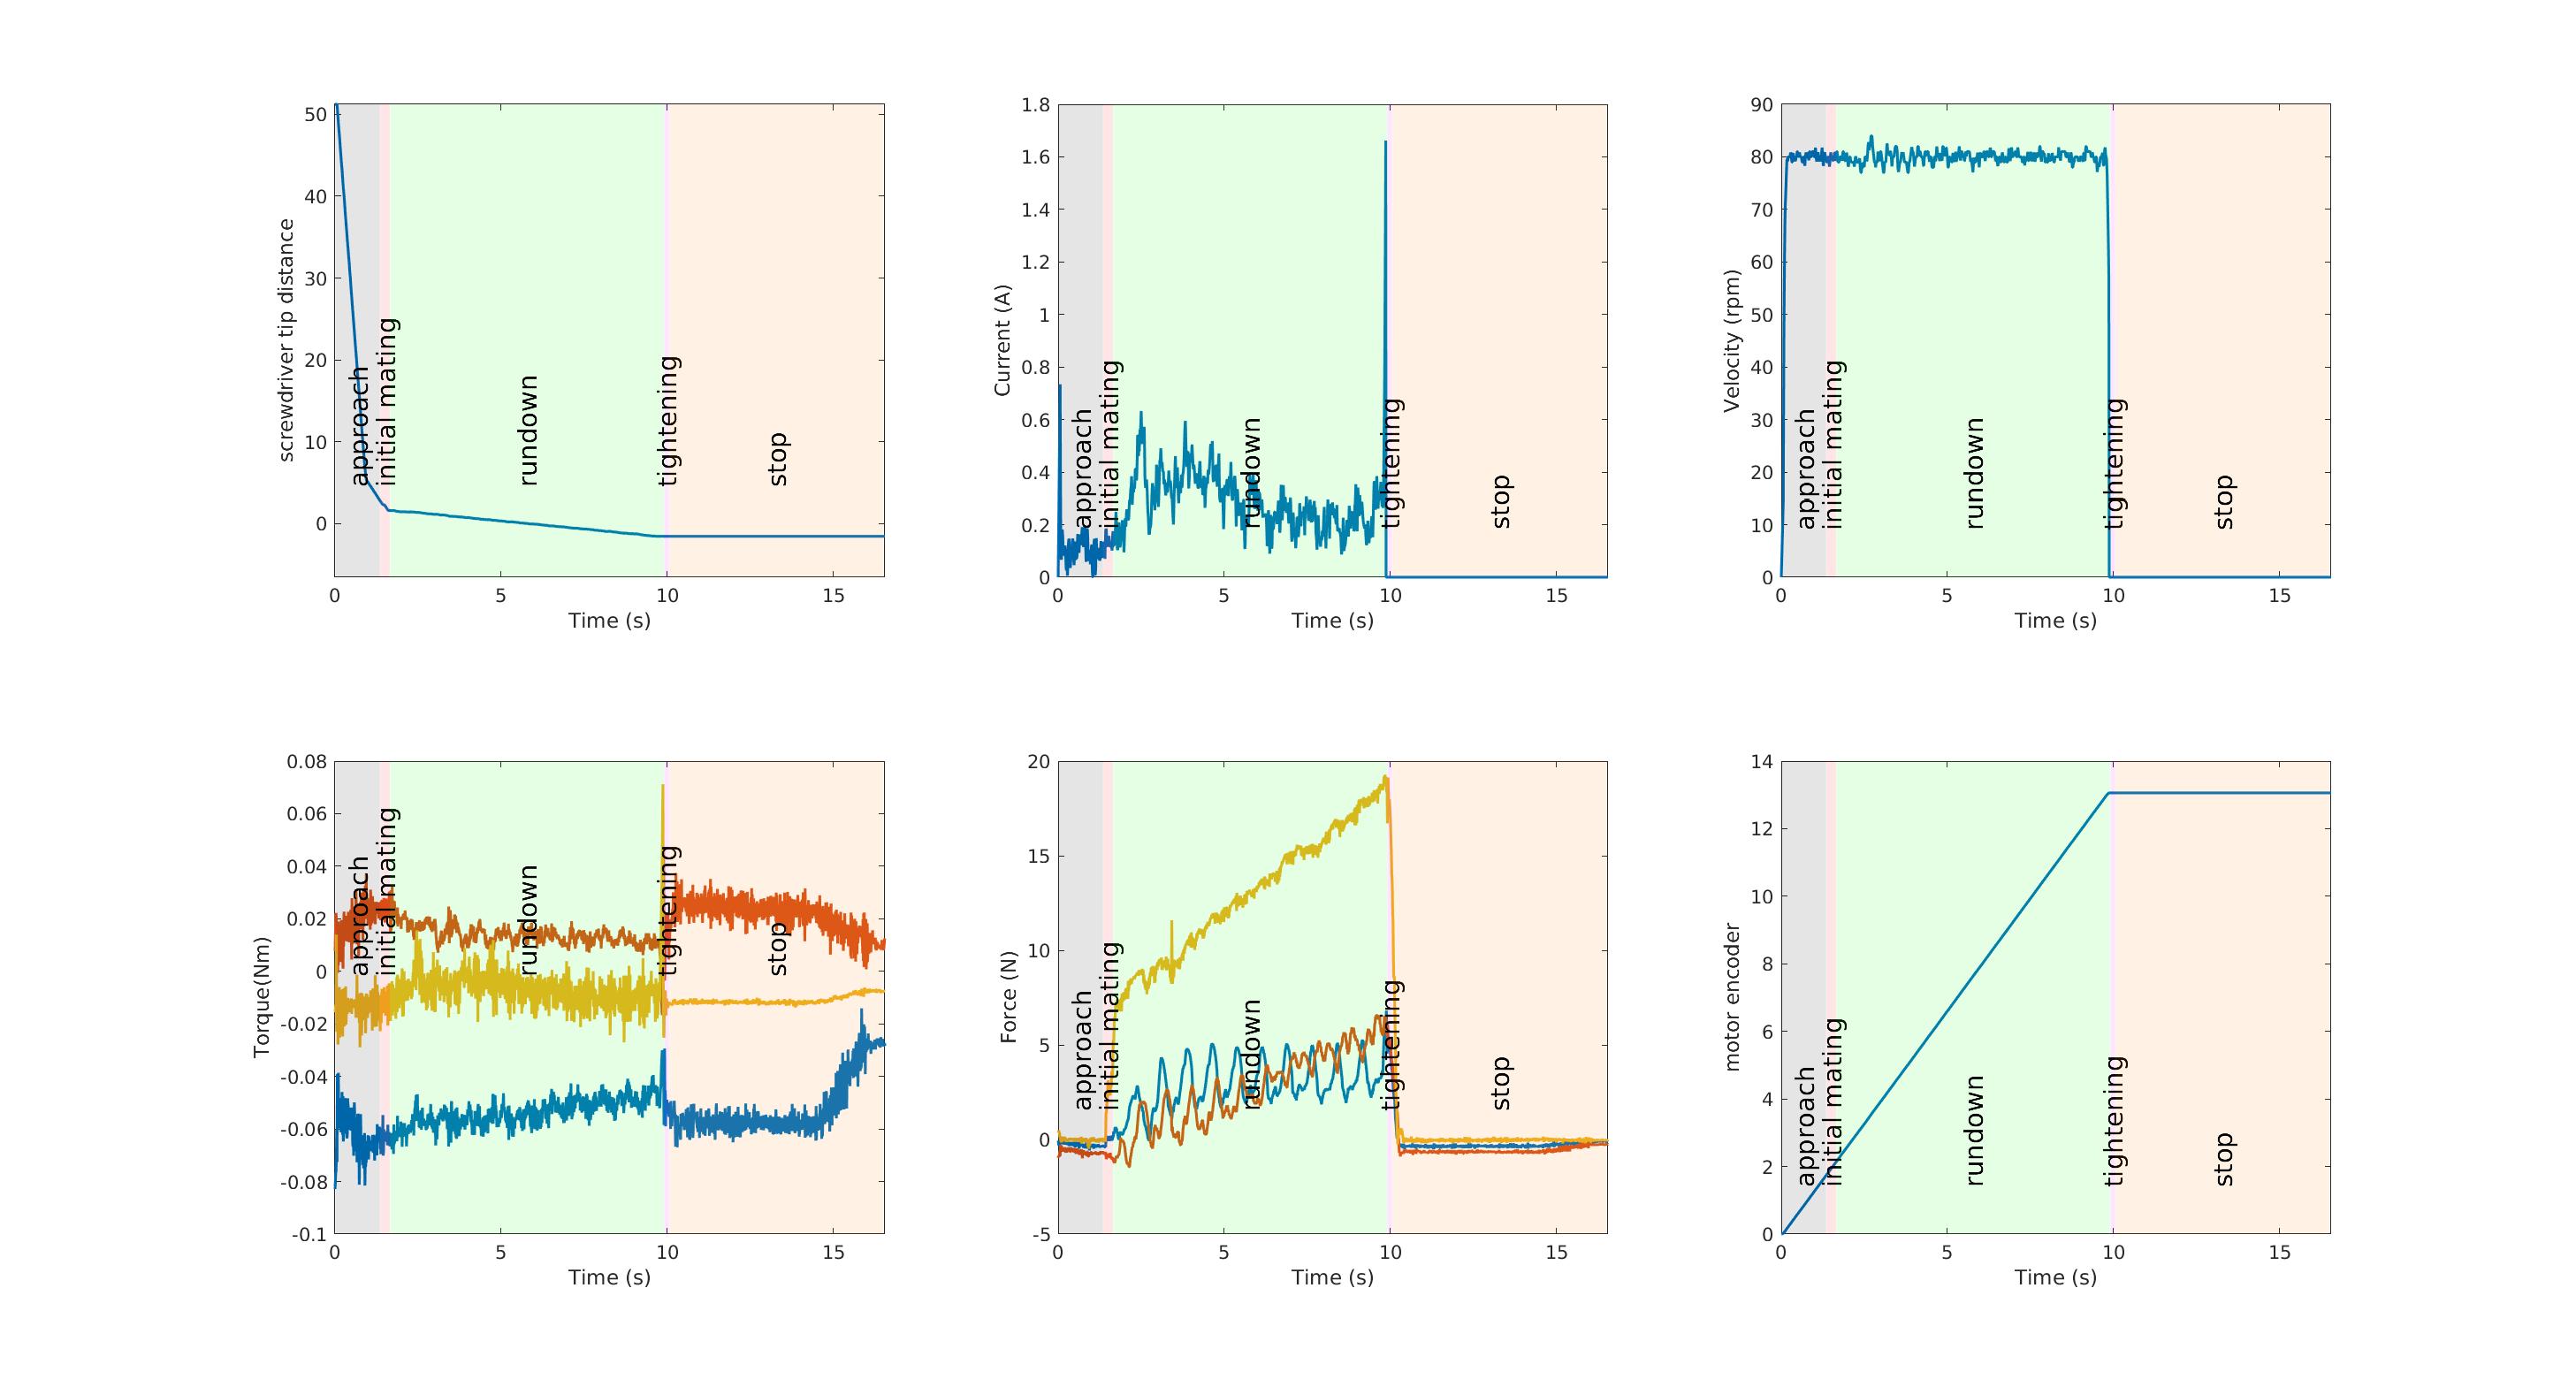 screwdriver tip distance
50
40
30
20
10
0
approach
initial mating
rundown
tightening
stop
0
5
10
15
Time (s)
Current (A)
1.8
1.6
1.4
1.2
1
0.8
0.6
0.4
0.2
0
approach
initial mating
rundown
tightening
stop
0
5
10
15
Time (s)
Velocity (rpm)
90
80
70
60
50
40
30
20
10
0
approach
initial mating
rundown
tightening
stop
0
5
10
15
Time (s)
Torque(Nm)
0.08
0.06
0.04
0.02
0
-0.02
-0.04
-0.06
-0.08
-0.1
approach
initial mating
rundown
tightening
stop
0
5
10
15
Time (s)
Force (N)
20
15
10
5
0
-5
approach
initial mating
rundown
tightening
stop
0
5
10
15
Time (s)
motor encoder
14
12
10
8
6
4
2
0
approach
initial mating
rundown
tightening
stop
0
5
10
15
Time (s)